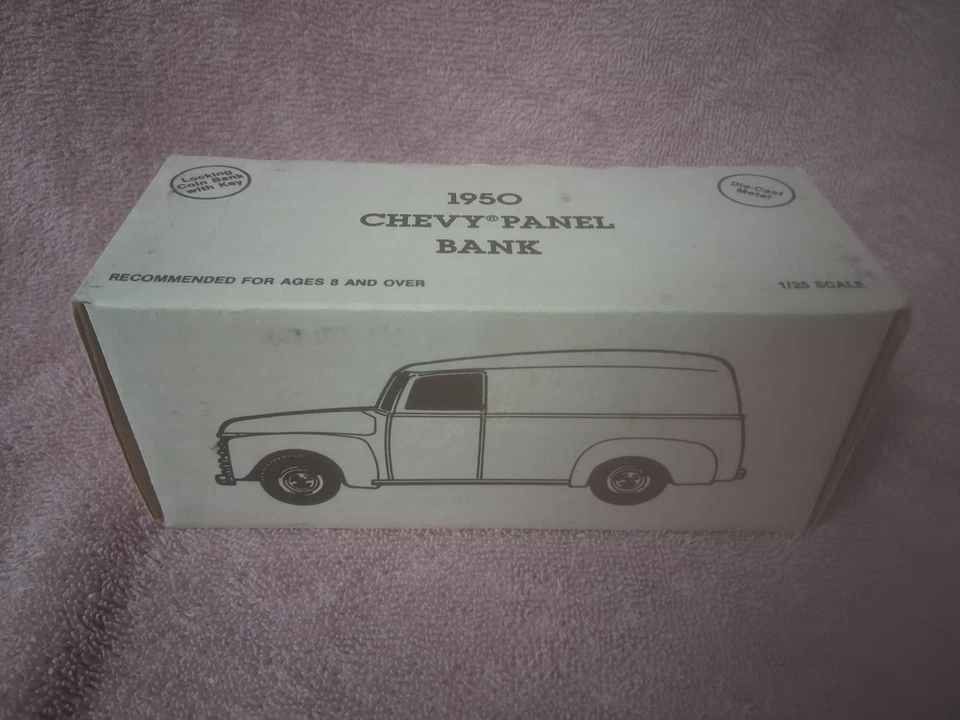 Locking
Coin Bank
with Key
1950
CHEVY® PANEL
BANK
Die-Cast
Metal
RECOMMENDED FOR AGES 8 AND OVER
1/25 SCALE